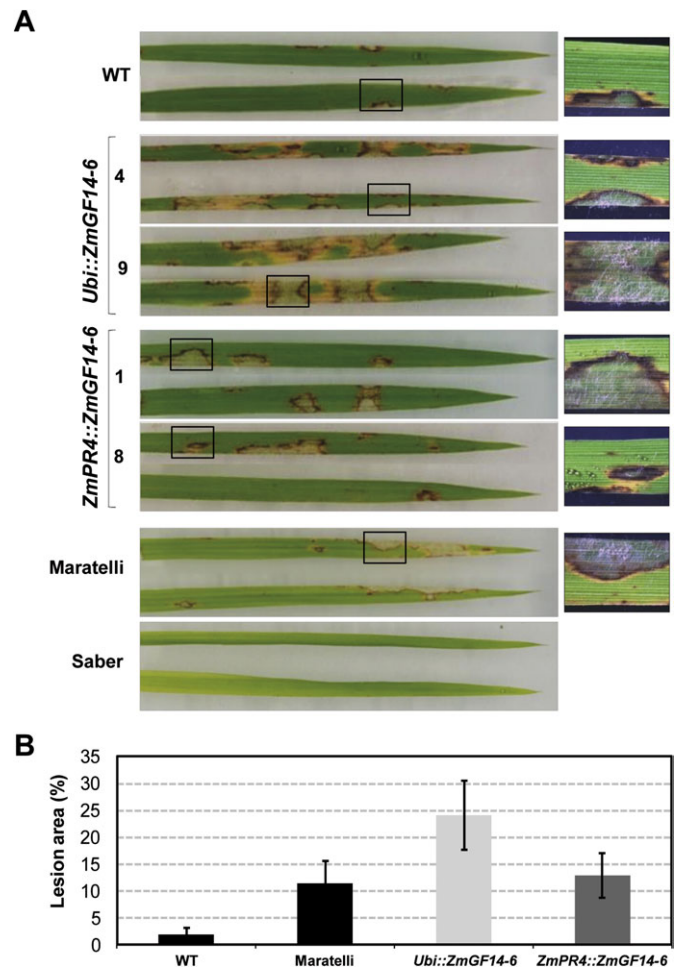 A
WT
Ubi::ZmGF14-6
4
9
ZmPR4::ZmGF14-6
1
8
Maratelli
Saber
B
Lesion area (%)
35
30
25
20
15
10
5
0
WT Maratelli Ubi::ZmGF14-6 ZmPR4::ZmGF14-6